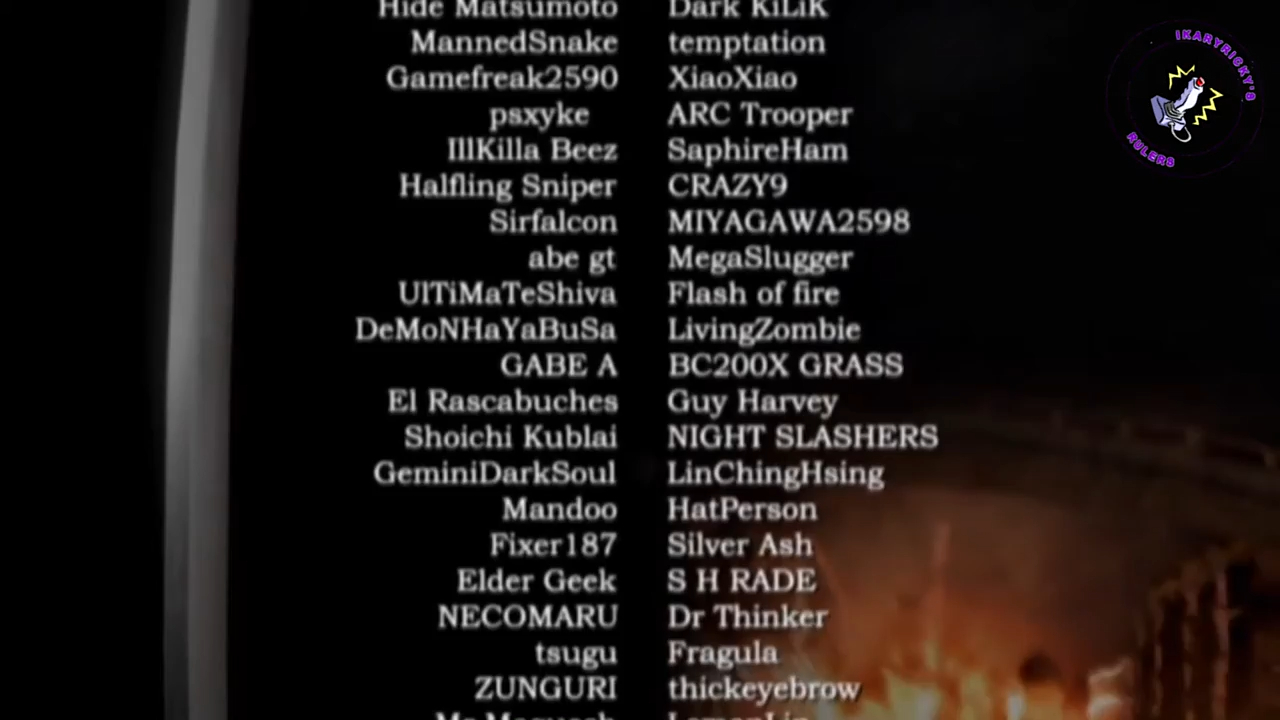 Hide Matsumoto Dark KiLiK
MannedSnake temptation
Gamefreak2590 XiaoXiao
psxyke ARC Trooper
IllKilla Beez SaphireHam
Halfling Sniper CRAZY9
Sirfalcon MIYAGAWA2598
abe gt MegaSlugger
UlTiMaTeShiva Flash of fire
DeMoNHaYaBuSa LivingZombie
GABE A BC200X GRASS
El Rascabuches Guy Harvey
Shoichi Kublai NIGHT SLASHERS
GeminiDarkSoul LinChingHsing
Mandoo HatPerson
Fixer187 Silver Ash
Elder Geek S H RADE
NECOMARU Dr Thinker
tsugu Fragula
ZUNGURI thickeyebrow
IKARYRICKY'S
RULERS